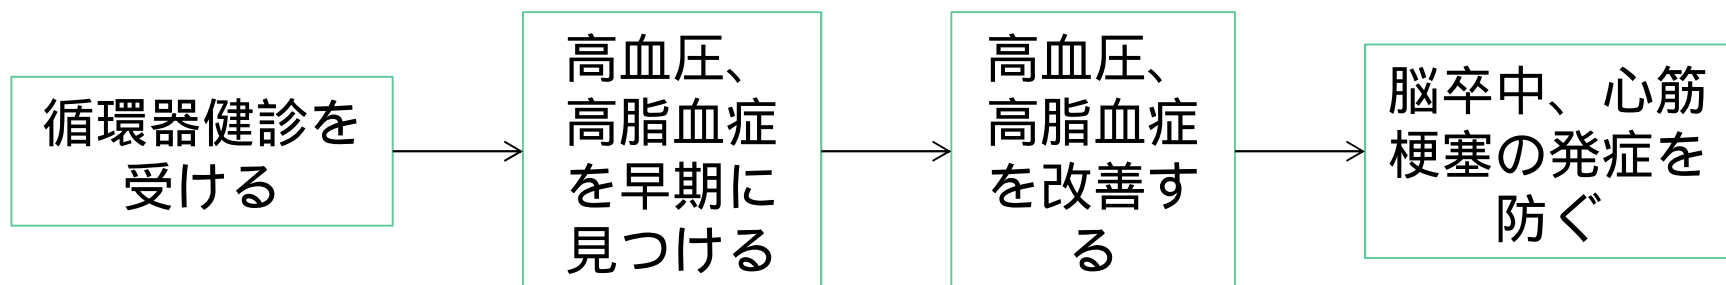 循環器健診を
受ける
高血圧、
高脂血症
を早期に
見つける
高血圧、
高脂血症
を改善す
る
脳卒中、心筋
梗塞の発症を
防ぐ